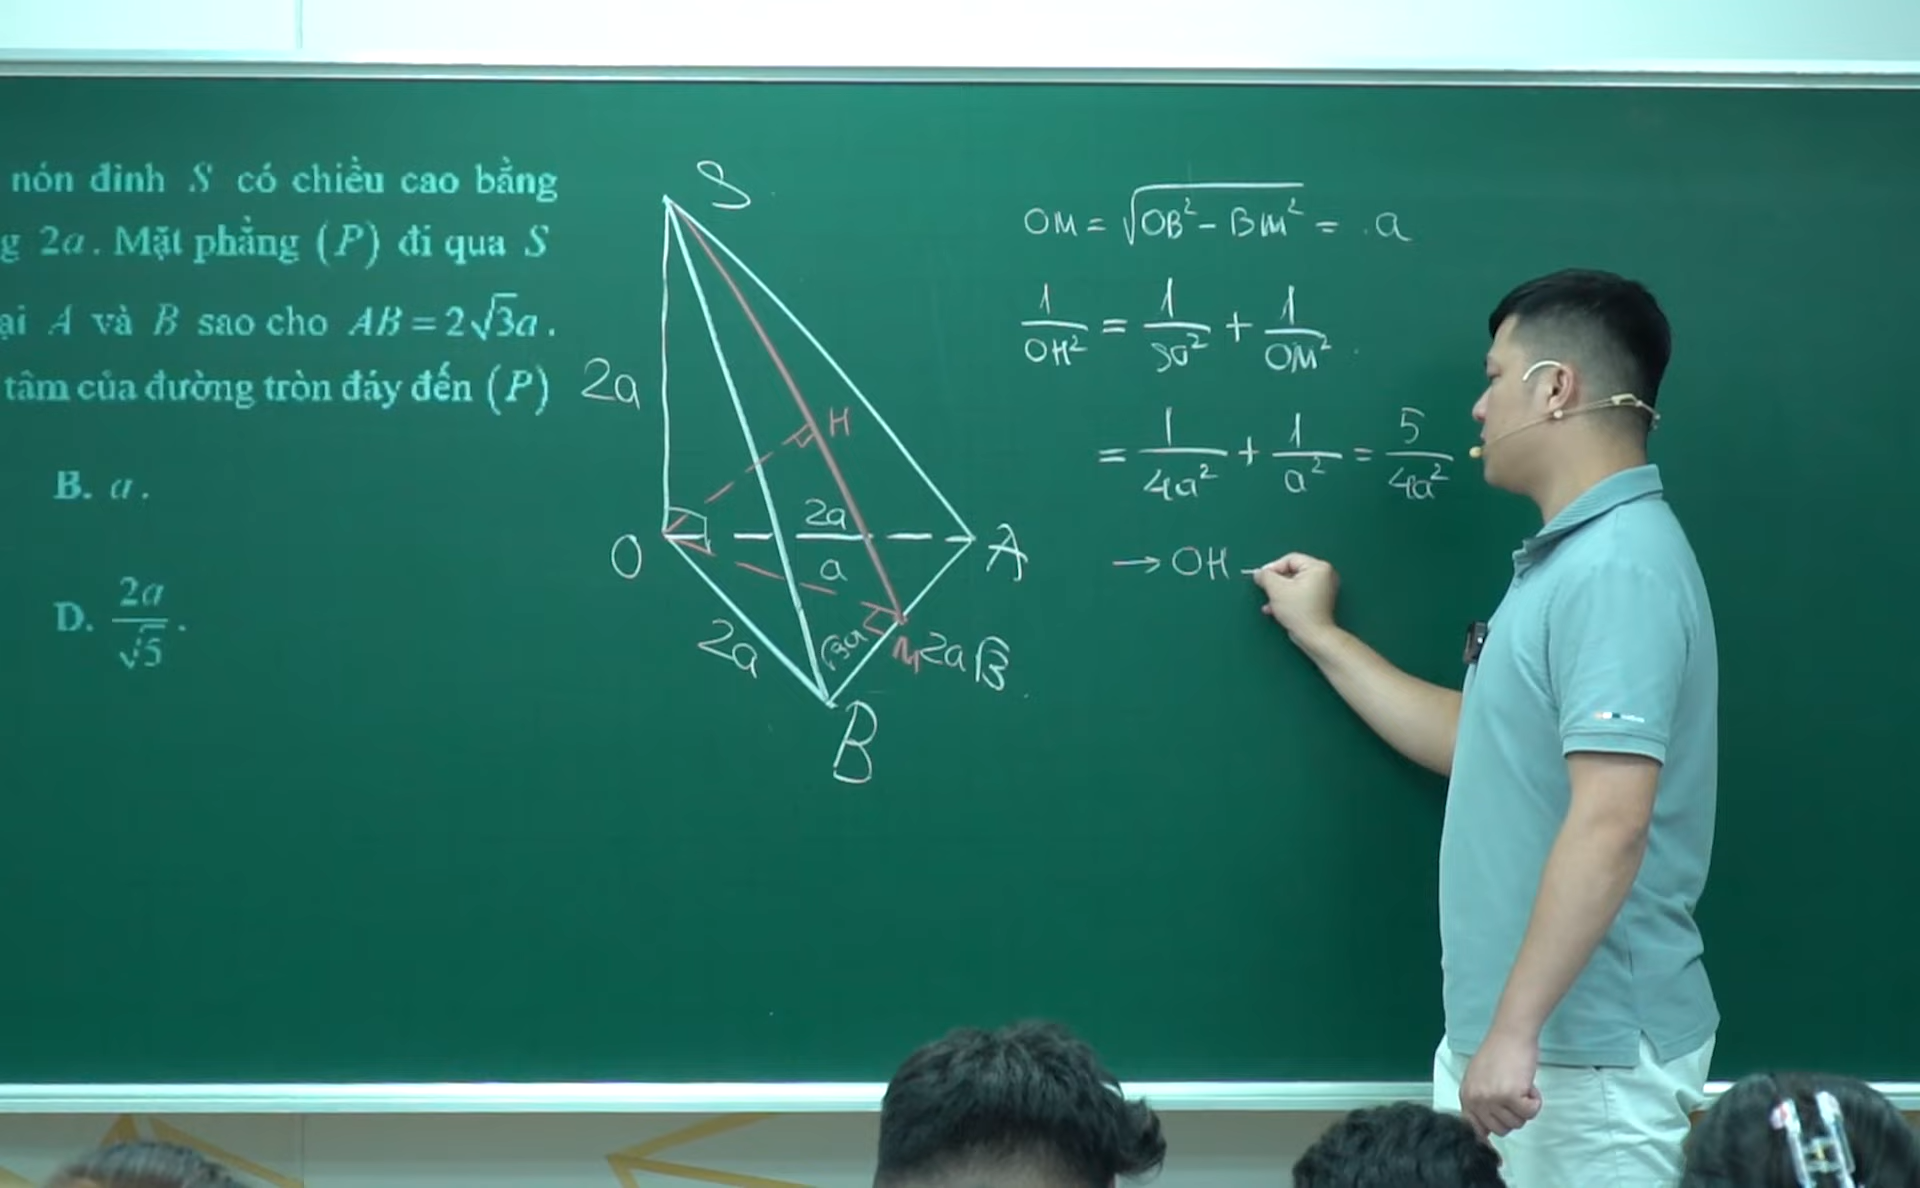 nón đỉnh S có chiều cao bằng
g 2a. Mặt phẳng (P) đi qua S
ại A và B sao cho AB = 2√3a.
tâm của đường tròn đáy đến (P)
B. a.
D. 2a/√5.
S
2a
H
2a
O
A
a
2a
√3a
M
2a√3
B
OM = √(OB² - BM²) = a
1/OH² = 1/SO² + 1/OM²
= 1/4a² + 1/a² = 5/4a²
→ OH